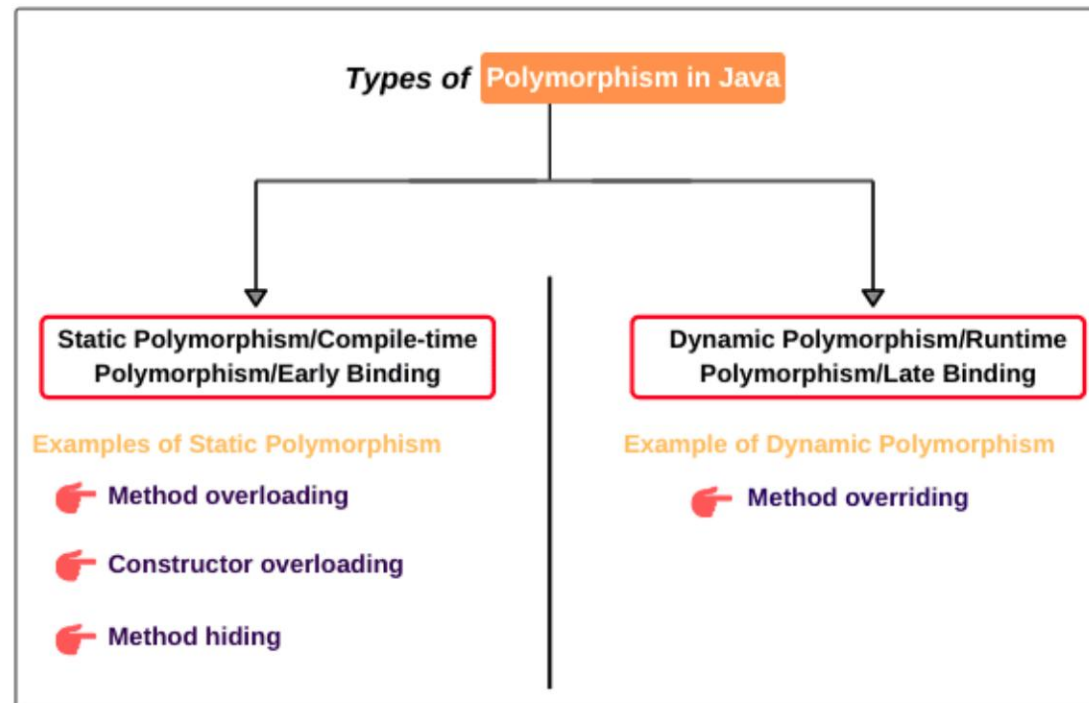 Types of Polymorphism in Java
Static Polymorphism/Compile-time
Polymorphism/Early Binding
Examples of Static Polymorphism
Method overloading
Constructor overloading
Method hiding
Dynamic Polymorphism/Runtime
Polymorphism/Late Binding
Example of Dynamic Polymorphism
Method overriding